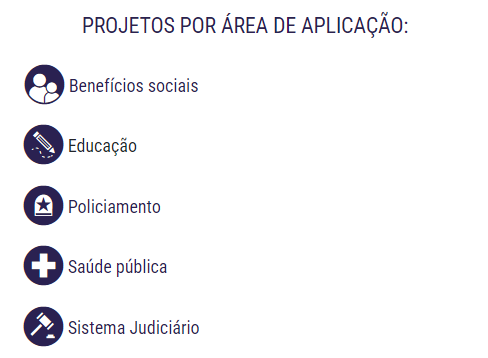 PROJETOS POR ÁREA DE APLICAÇÃO:
Benefícios sociais
Educação
Policiamento
Saúde pública
Sistema Judiciário